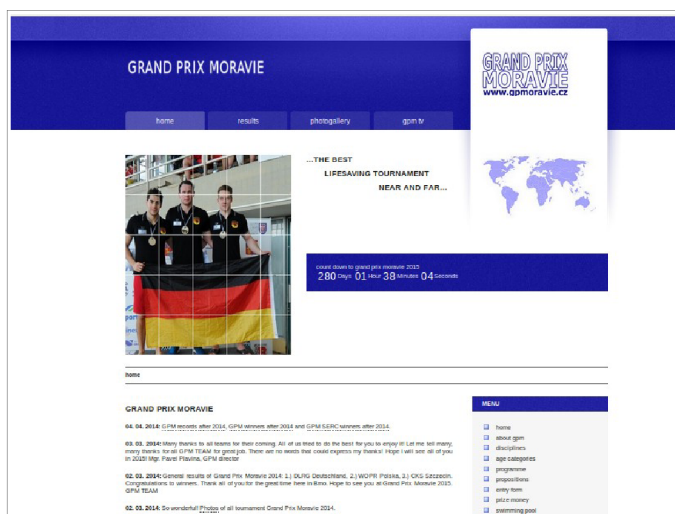 GRAND PRIX MORAVIE
GRAND PRIX
MORAVIE
www.gpmoravie.cz
home
results
photogallery
gpm tv
...THE BEST
LIFESAVING TOURNAMENT
NEAR AND FAR...
count down to grand prix moravie 2015
280 Days 01 Hour 38 Minutes 04 Seconds
home
GRAND PRIX MORAVIE
04. 04. 2014: GPM records after 2014, GPM winners after 2014 and GPM SERC winners after 2014
03. 03. 2014: Many thanks to all teams for their coming. All of us tried to do the best for you to enjoy it! Let me tell many,
many thanks for all GPM TEAM for great job. There are no words that could express my thanks! Hope I will see all of you
in 2015! Mgr. Pavel Plavina, GPM director
02. 03. 2014: General results of Grand Prix Moravie 2014: 1.) DLRG Deutschland, 2.) WOPR Polska, 3.) CKS Szczecin.
Congratulations to winners. Thank all of you for the great time here in Brno. Hope to see you at Grand Prix Moravie 2015.
GPM TEAM
02. 03. 2014: So wonderful! Photos of all tournament Grand Prix Moravie 2014.
MENU
home
about gpm
disciplines
age categories
programme
propositions
entry form
prize-money
swimming pool